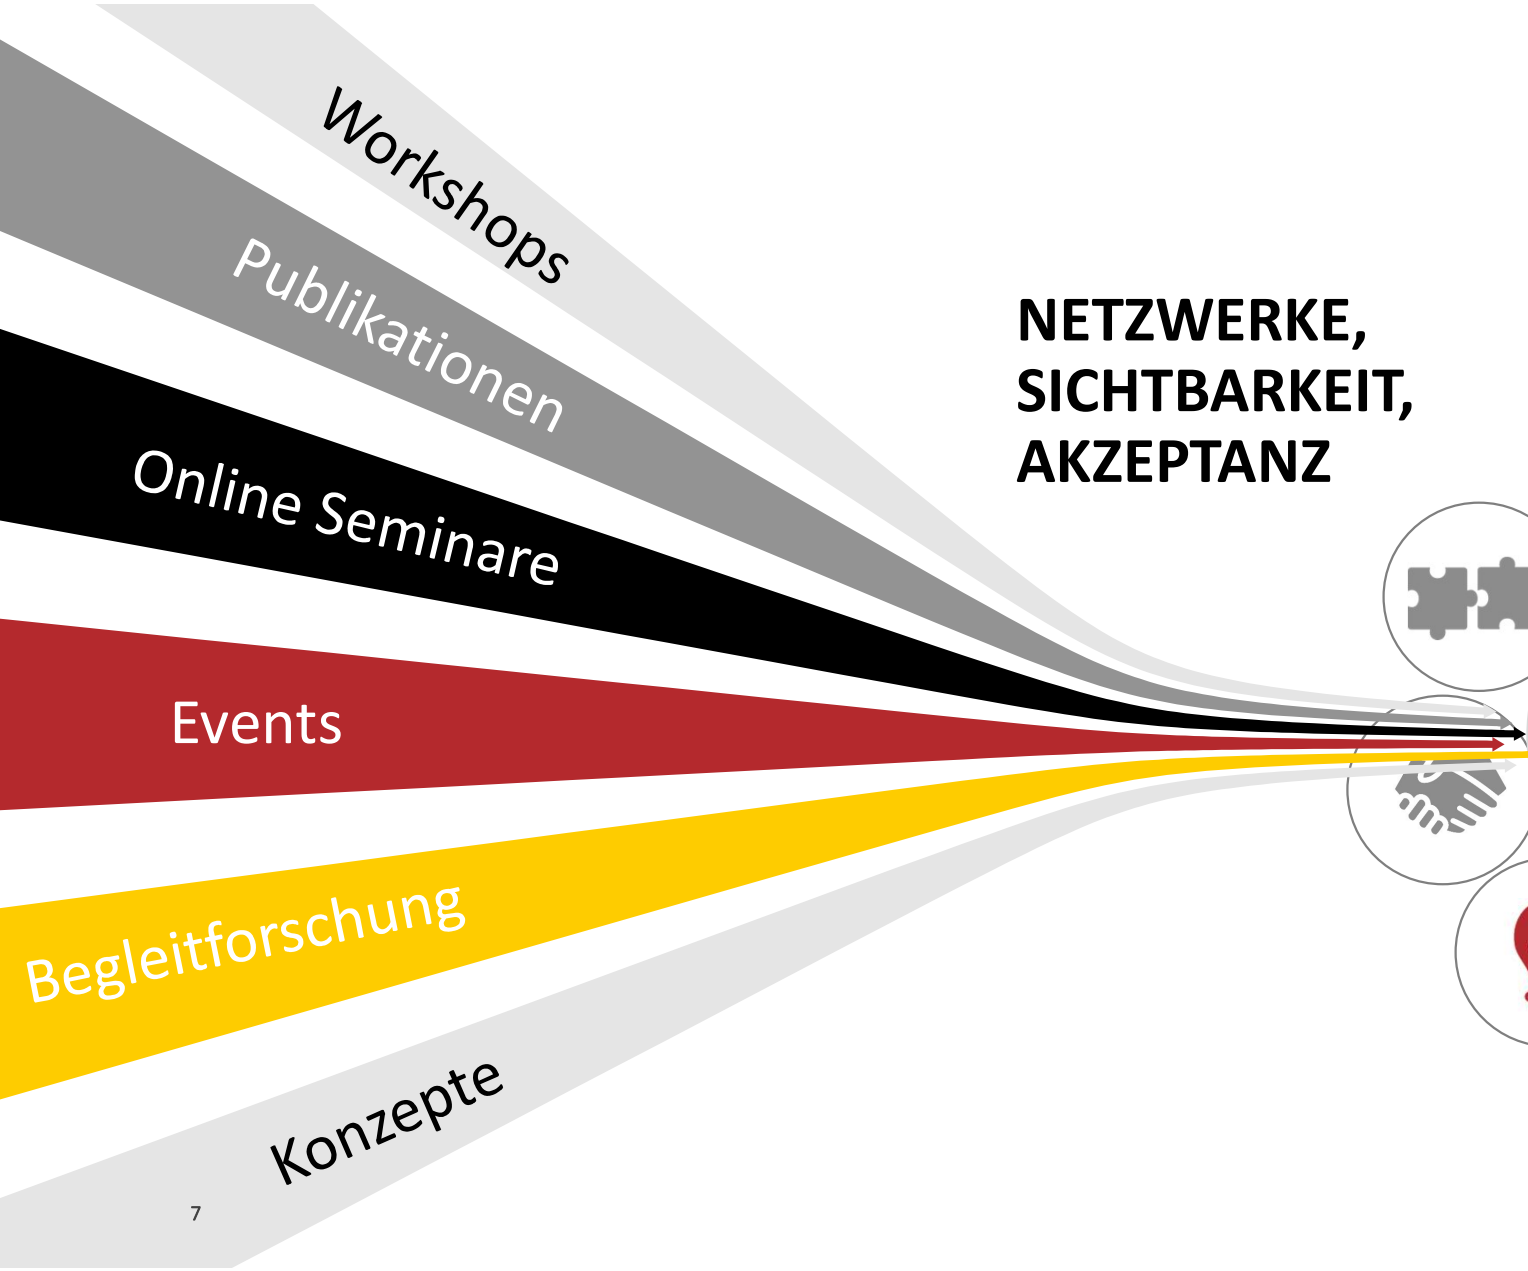 Workshops
Publikationen
NETZWERKE,
SICHTBARKEIT,
AKZEPTANZ
Online Seminare
Events
Begleitforschung
Konzepte
7